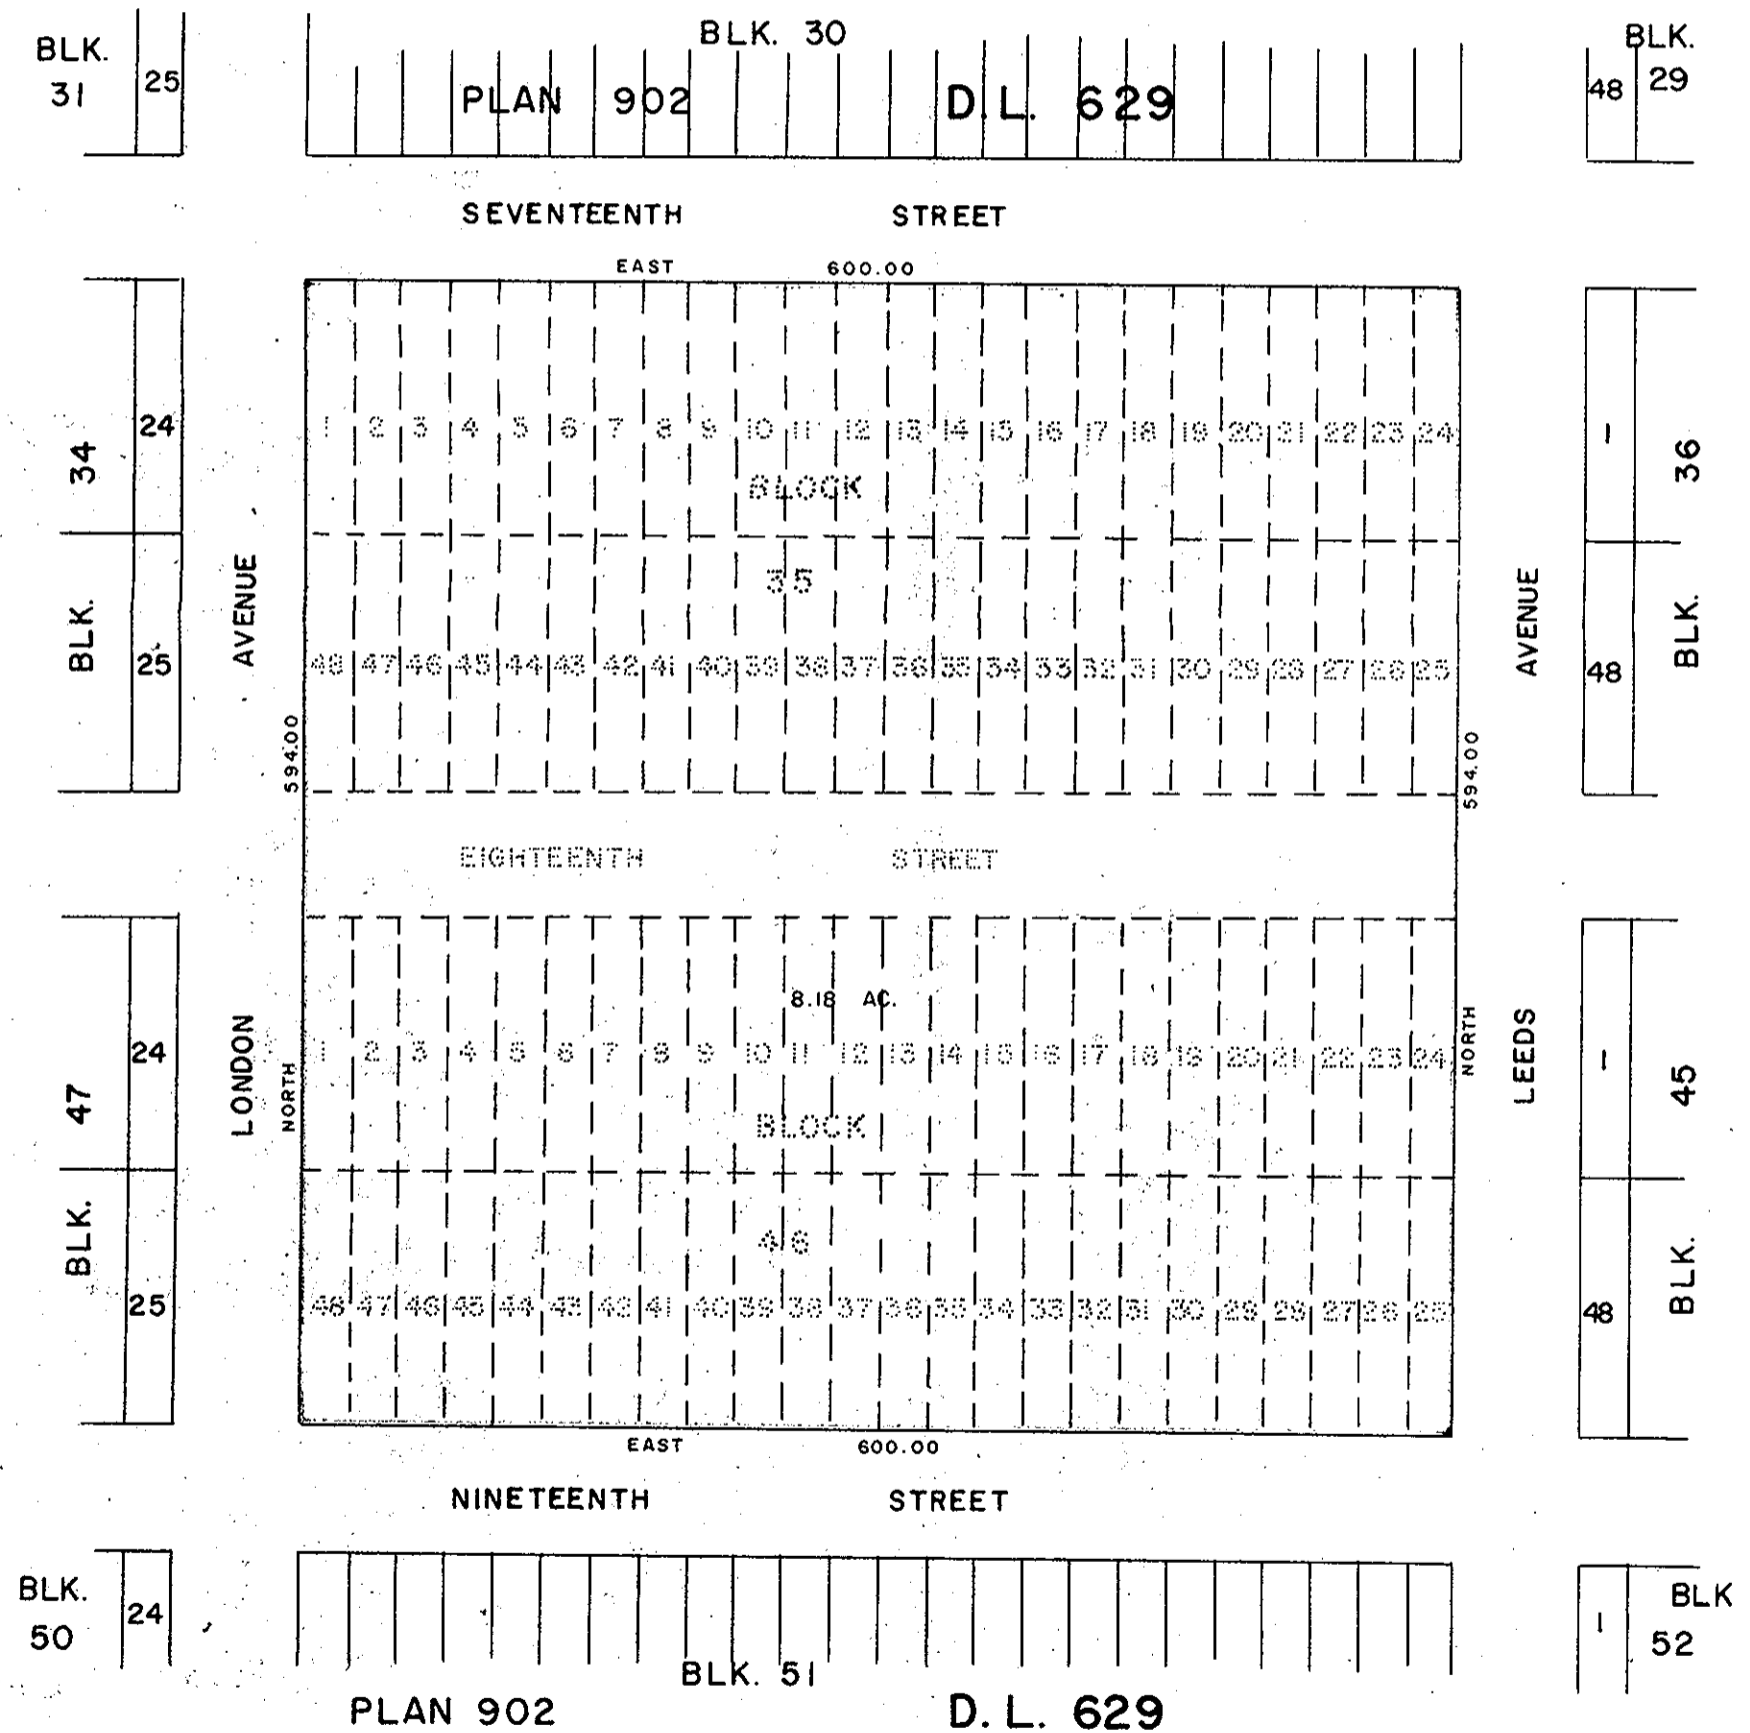 BLK. 30
BLK. 31
25
PLAN 902 D.L. 629
48
BLK. 29
SEVENTEENTH STREET
EAST 600.00
24
1 2 3 4 5 6 7 8 9 10 11 12 13 14 15 16 17 18 19 20 21 22 23 24
1
BLK. 34
BLOCK
35
BLK. 36
25
48 47 46 45 44 43 42 41 40 39 38 37 36 35 34 33 32 31 30 29 28 27 26 25
48
594.00
594.00
EIGHTEENTH STREET
LONDON AVENUE
LEEDS AVENUE
8.18 AC.
24
1 2 3 4 5 6 7 8 9 10 11 12 13 14 15 16 17 18 19 20 21 22 23 24
1
NORTH
NORTH
BLK. 47
BLOCK
46
BLK. 45
25
48 47 46 45 44 43 42 41 40 39 38 37 36 35 34 33 32 31 30 29 28 27 26 25
48
EAST 600.00
NINETEENTH STREET
BLK. 50
24
1
BLK 52
BLK. 51
PLAN 902 D.L. 629